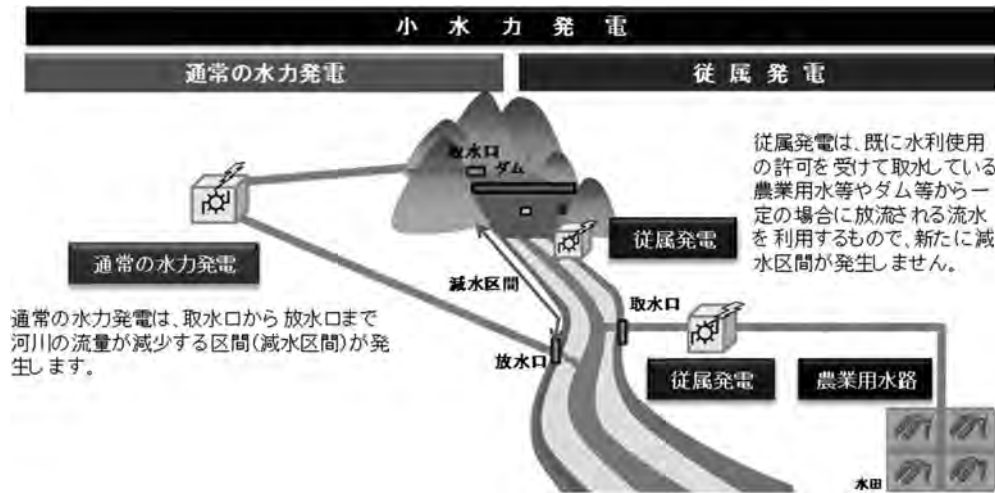 小水力発電
通常の水力発電
従属発電
取水口
ダム
従属発電は、既に水利使用
の許可を受けて取水している
農業用水等やダム等から一
定の場合に放流される流水
を利用するもので、新たに減
水区間が発生しません。
従属発電
通常の水力発電
減水区間
取水口
通常の水力発電は、取水口から放水口まで
河川の流量が減少する区間(減水区間)が発
生します。
放水口
従属発電
農業用水路
水田